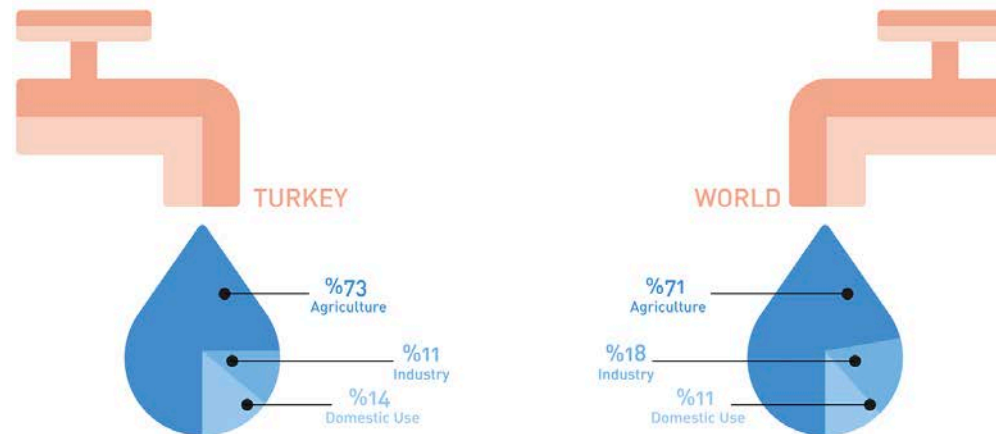 TURKEY
%73
Agriculture
%11
Industry
%14
Domestic Use
WORLD
%71
Agriculture
%18
Industry
%11
Domestic Use